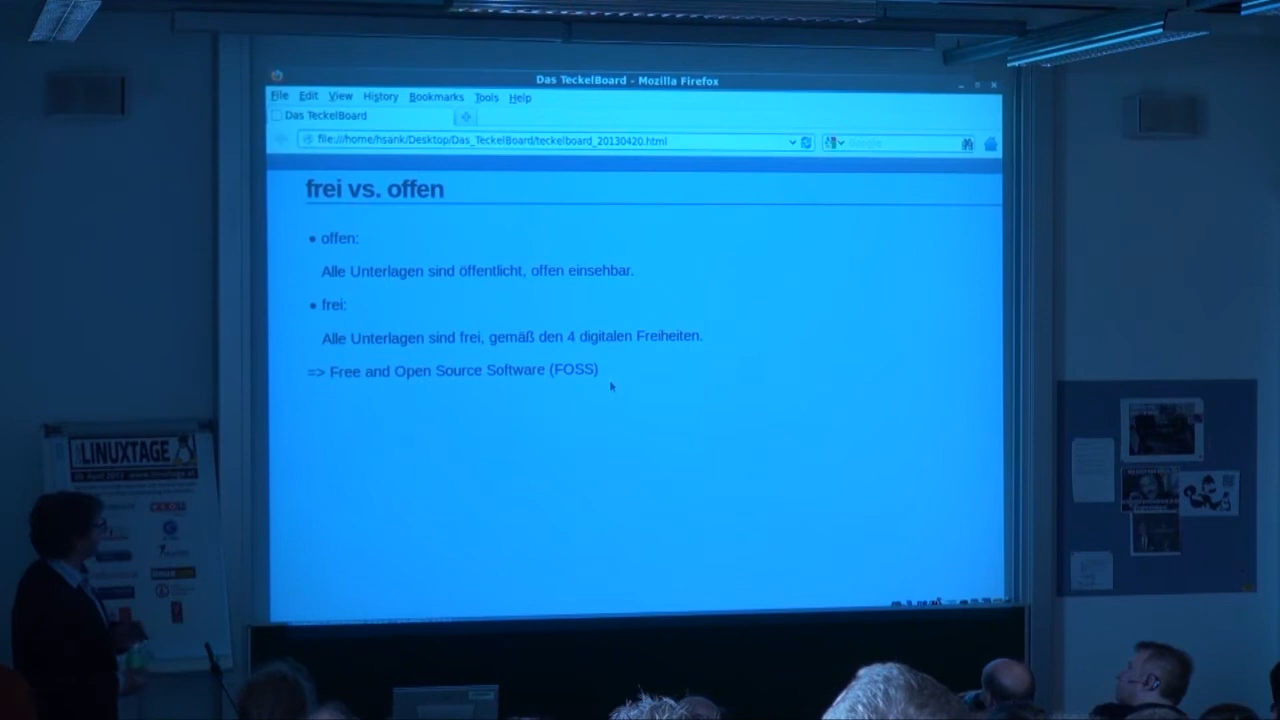 Das TeckelBoard - Mozilla Firefox
File Edit View History Bookmarks Tools Help
Das TeckelBoard
file:///home/hsank/Desktop/Das_TeckelBoard/teckelboard_20130420.html
Google
frei vs. offen
• offen:
Alle Unterlagen sind öffentlicht, offen einsehbar.
• frei:
Alle Unterlagen sind frei, gemäß den 4 digitalen Freiheiten.
=> Free and Open Source Software (FOSS)
LINUXTAGE